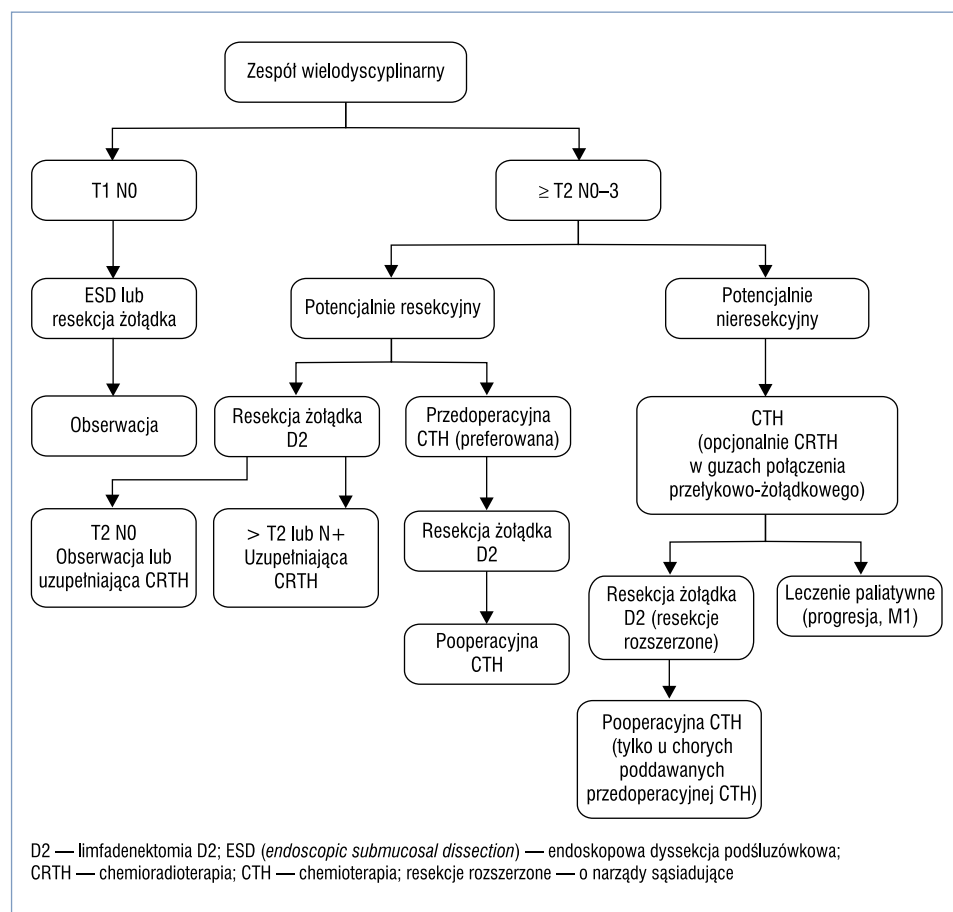 Zespół wielodyscyplinarny
T1 N0
≥ T2 N0–3
ESD lub
resekcja żołądka
Potencjalnie resekcyjny
Potencjalnie
nieresekcyjny
Obserwacja
Resekcja żołądka
D2
Przedoperacyjna
CTH (preferowana)
CTH
(opcjonalnie CRTH
w guzach połączenia
przełykowo-żołądkowego)
T2 N0
Obserwacja lub
uzupełniająca CRTH
> T2 lub N+
Uzupełniająca
CRTH
Resekcja żołądka
D2
Resekcja żołądka
D2 (resekcje
rozszerzone)
Leczenie paliatywne
(progresja, M1)
Pooperacyjna
CTH
Pooperacyjna CTH
(tylko u chorych
poddawanych
przedoperacyjnej CTH)
D2 — limfadenektomia D2; ESD (endoscopic submucosal dissection) — endoskopowa dyssekcja podśluzówkowa;
CRTH — chemioradioterapia; CTH — chemioterapia; resekcje rozszerzone — o narządy sąsiadujące